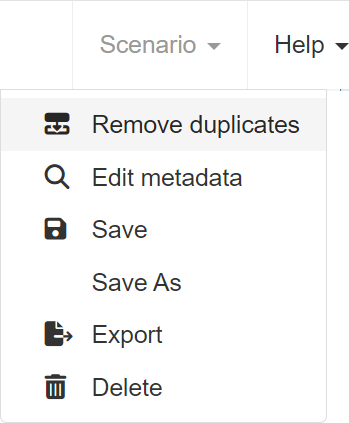 Scenario Help
Remove duplicates
Edit metadata
Save
Save As
Export
Delete